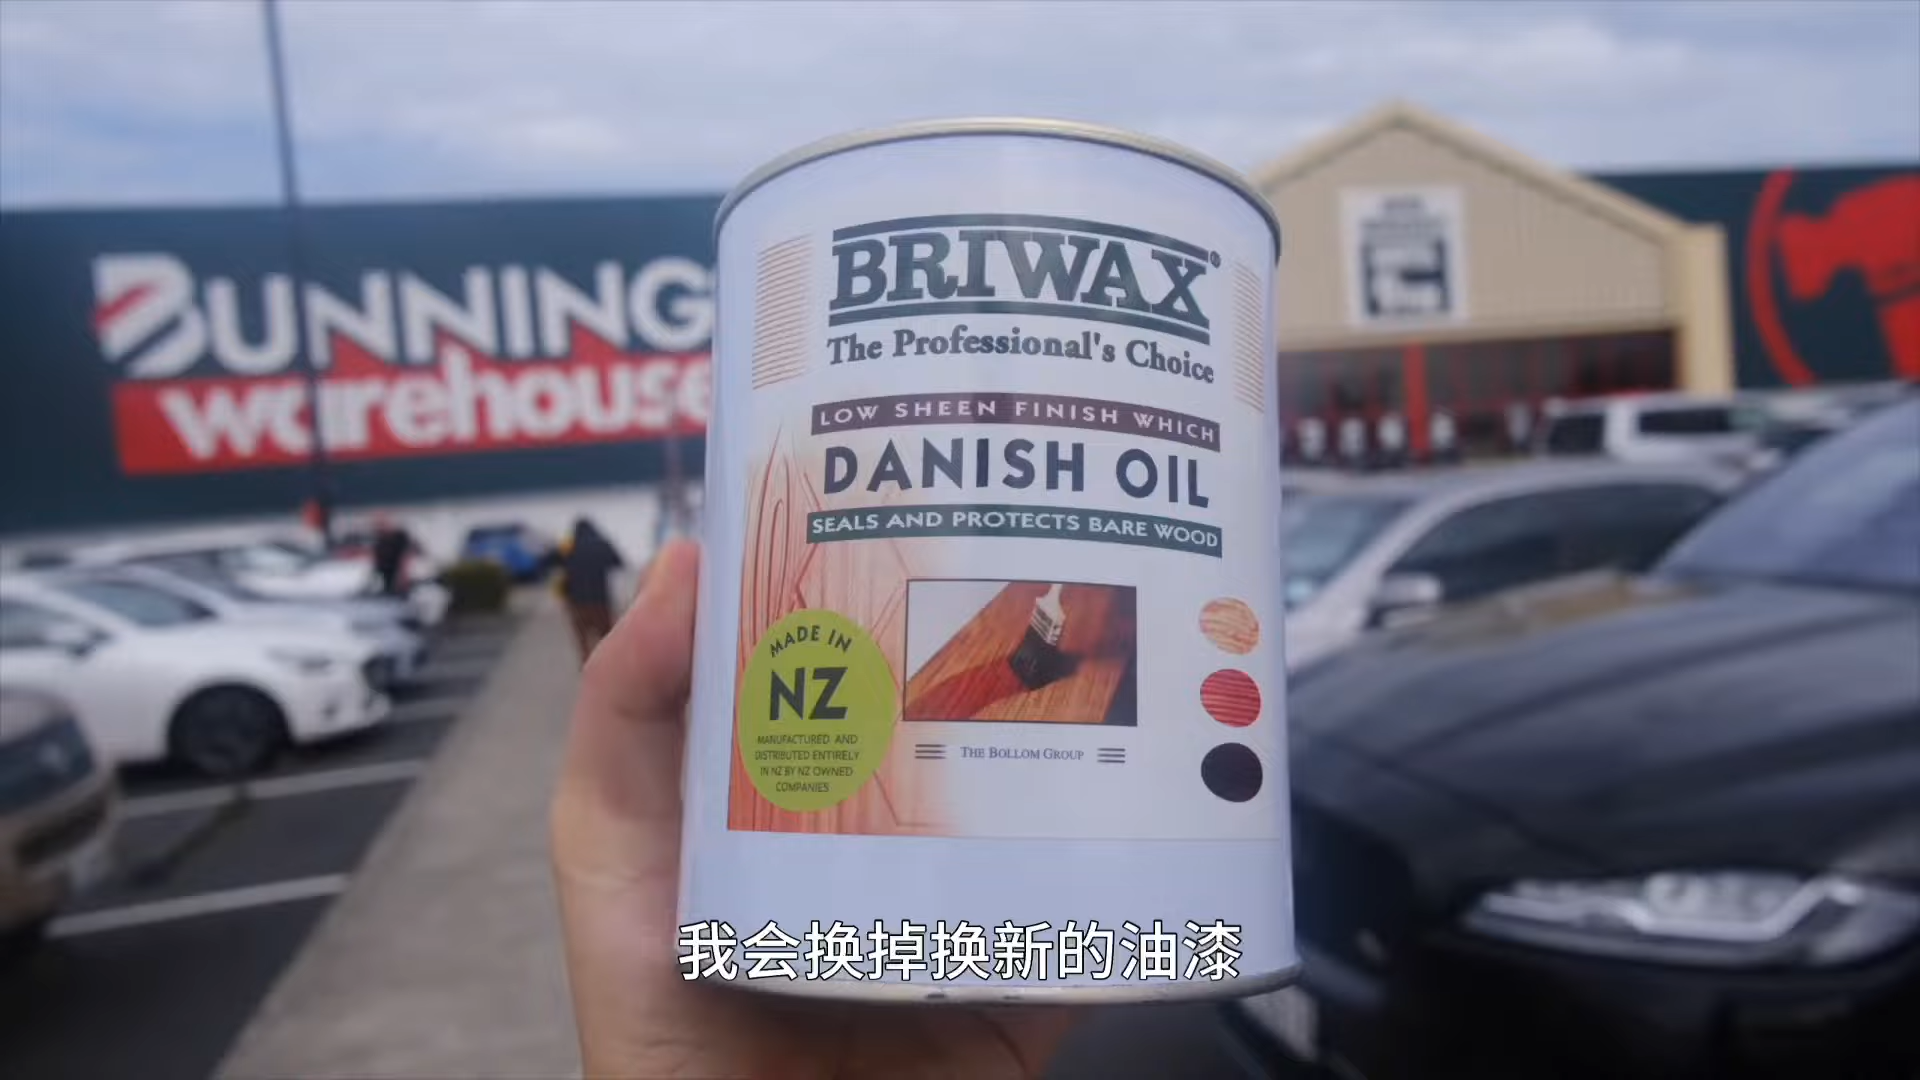 BUNNING
warehouse
BRIWAX®
The Professional's Choice
LOW SHEEN FINISH WHICH
DANISH OIL
SEALS AND PROTECTS BARE WOOD
MADE IN
NZ
MANUFACTURED AND
DISTRIBUTED ENTIRELY
IN NZ BY NZ OWNED
COMPANIES
THE BOLLOM GROUP
我会换掉换新的油漆